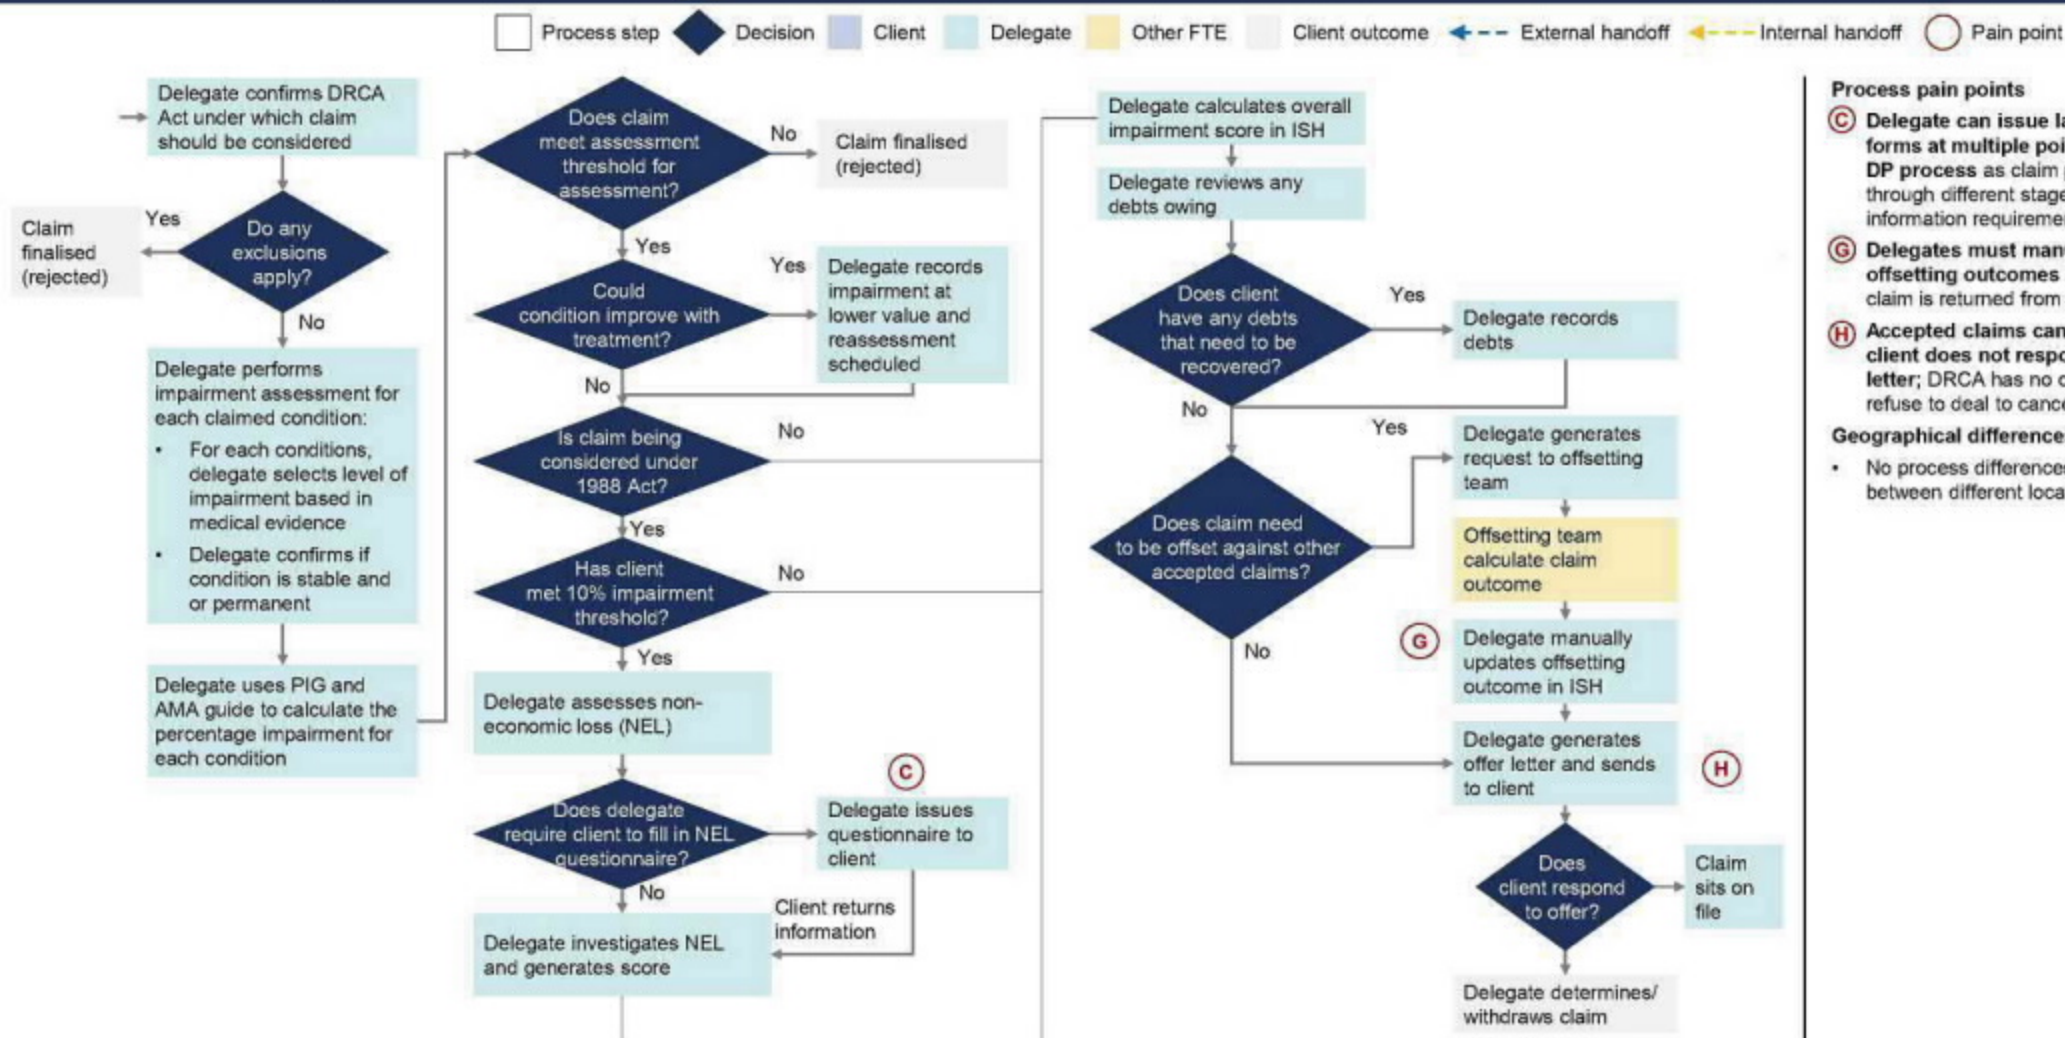 Process step
Decision
Client
Delegate
Other FTE
Client outcome
External handoff
Internal handoff
Pain point
Delegate confirms DRCA
Act under which claim
should be considered
Do any
exclusions
apply?
Yes
Claim
finalised
(rejected)
No
Delegate performs
impairment assessment for
each claimed condition:
• For each conditions,
delegate selects level of
impairment based in
medical evidence
• Delegate confirms if
condition is stable and
or permanent
Delegate uses PIG and
AMA guide to calculate the
percentage impairment for
each condition
Does claim
meet assessment
threshold for
assessment?
No
Claim finalised
(rejected)
Yes
Could
condition improve with
treatment?
Yes
Delegate records
impairment at
lower value and
reassessment
scheduled
No
Is claim being
considered under
1988 Act?
No
Yes
Has client
met 10% impairment
threshold?
No
Yes
Delegate assesses non-
economic loss (NEL)
Does delegate
require client to fill in NEL
questionnaire?
C
Delegate issues
questionnaire to
client
No
Client returns
information
Delegate investigates NEL
and generates score
Delegate calculates overall
impairment score in ISH
Delegate reviews any
debts owing
Does client
have any debts
that need to be
recovered?
Yes
Delegate records
debts
No
Does claim need
to be offset against other
accepted claims?
Yes
Delegate generates
request to offsetting
team
Offsetting team
calculate claim
outcome
G
Delegate manually
updates offsetting
outcome in ISH
No
Delegate generates
offer letter and sends
to client
H
Does
client respond
to offer?
Claim
sits on
file
Delegate determines/
withdraws claim
Process pain points
C Delegate can issue
forms at multiple
DP process as claim
through different
information
G Delegates must
offsetting outcomes
claim is returned from
H Accepted claims can
client does not
letter; DRCA has no
refuse to deal to
Geographical
• No process
between different